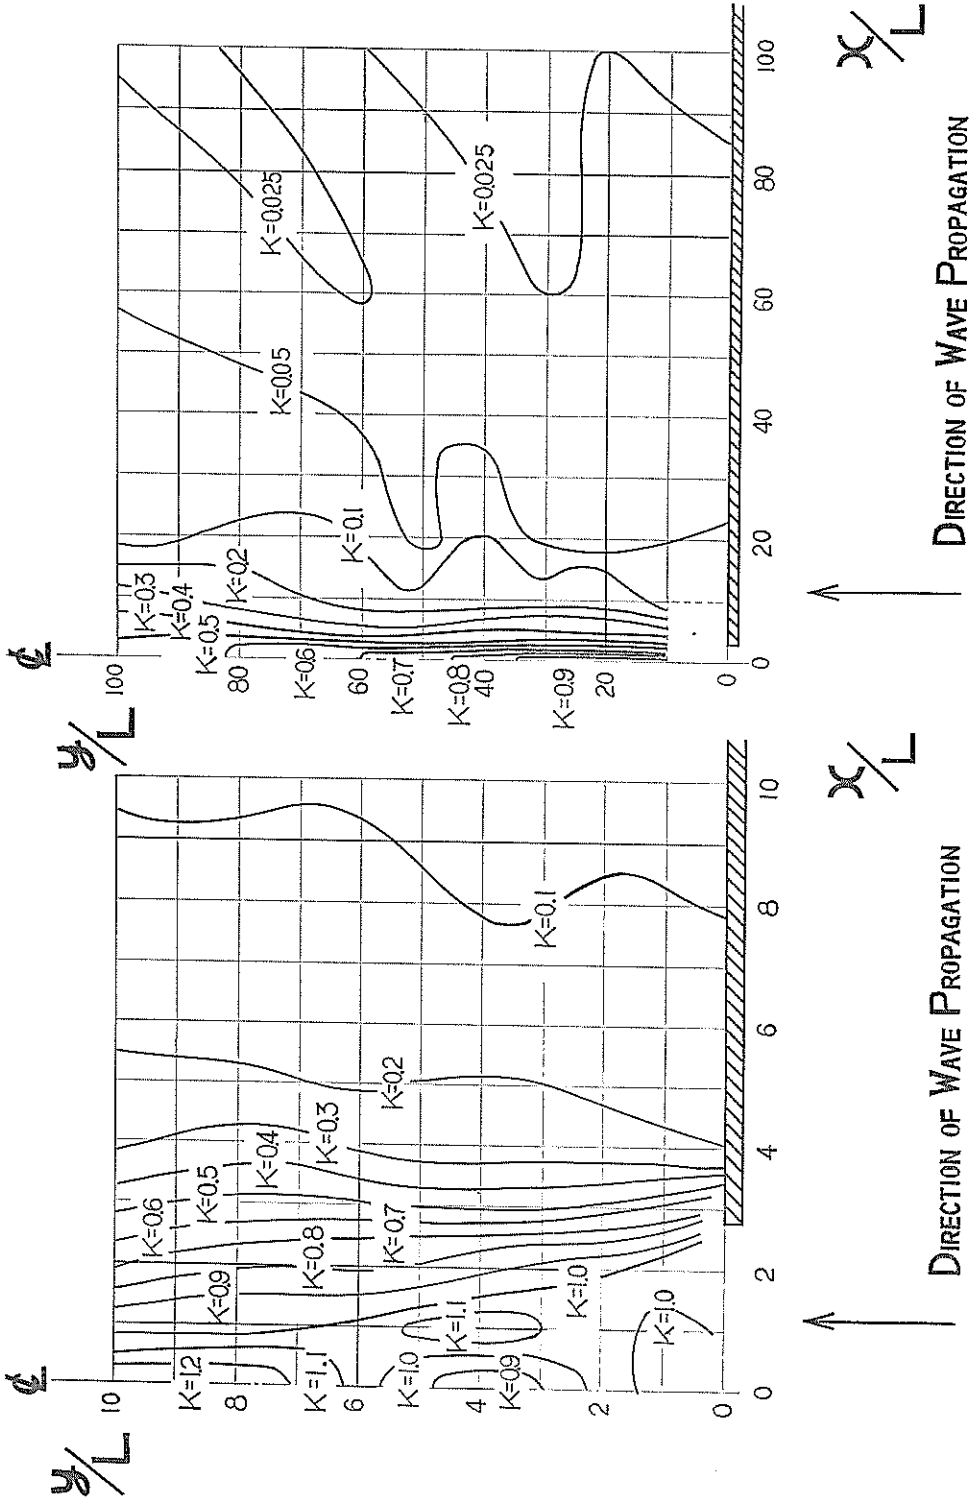 ℄
y/L
100
80
60
40
20
0
K=0.3
K=0.4
K=0.5
K=0.6
K=0.7
K=0.8
K=0.9
K=0.2
K=0.1
K=0.05
K=0.025
K=0.025
0
20
40
60
80
100
x/L
DIRECTION OF WAVE PROPAGATION
℄
y/L
10
8
6
4
2
0
K=1.2
K=1.1
K=1.0
K=0.9
K=0.9
K=0.6
K=0.5
K=0.8
K=0.4
K=0.7
K=0.3
K=0.2
K=1.1
K=1.0
K=1.0
K=0.1
0
2
4
6
8
10
x/L
DIRECTION OF WAVE PROPAGATION